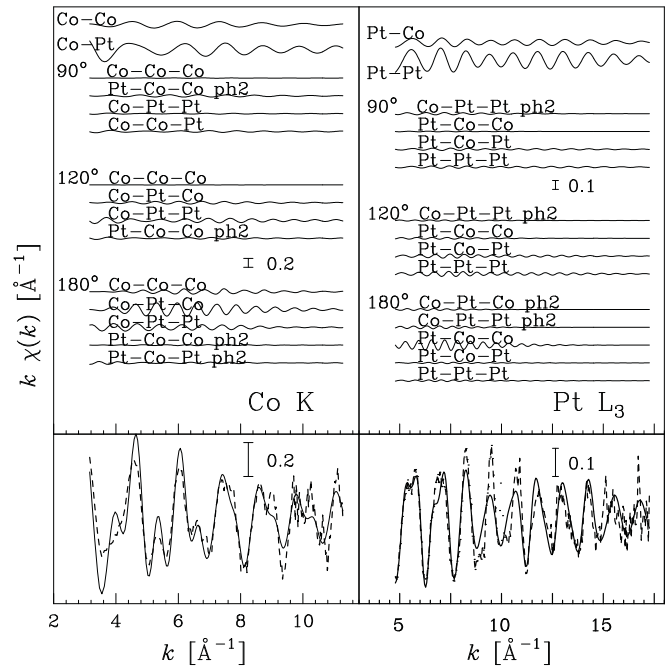 Co−Co
Co−Pt
90° Co−Co−Co
Pt−Co−Co ph2
Co−Pt−Pt
Co−Co−Pt
120° Co−Co−Co
Co−Pt−Co
Co−Pt−Pt
Pt−Co−Co ph2
0.2
180° Co−Co−Co
Co−Pt−Co
Co−Pt−Pt
Pt−Co−Co ph2
Pt−Co−Pt ph2
Co K
Pt−Co
Pt−Pt
90° Co−Pt−Pt ph2
Pt−Co−Co
Pt−Co−Pt
Pt−Pt−Pt
0.1
120° Co−Pt−Pt ph2
Pt−Co−Co
Pt−Co−Pt
Pt−Pt−Pt
180° Co−Pt−Co ph2
Co−Pt−Pt ph2
Pt−Co−Co
Pt−Co−Pt
Pt−Pt−Pt
Pt L₃
k χ(k) [Å⁻¹]
0.2
0.1
2 4 6 8 10
5 10 15
k [Å⁻¹]
k [Å⁻¹]